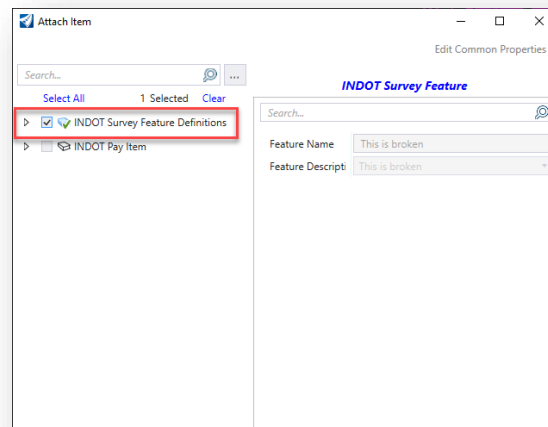 Attach Item
Edit Common Properties
Search...
...
Select All 1 Selected Clear
INDOT Survey Feature Definitions
INDOT Pay Item
INDOT Survey Feature
Search...
Feature Name This is broken
Feature Descripti This is broken